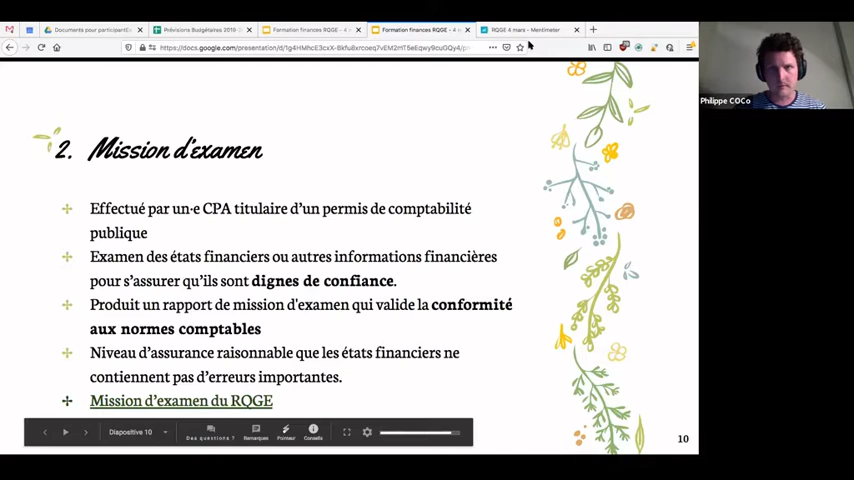 Documents pour participant
Prévisions Budgétaires 2019-
Formation finances RQGE – 4
Formation finances RQGE – 4
RQGE 4 mars - Mentimeter
Philippe COCo
2. Mission d'examen
Effectué par un·e CPA titulaire d'un permis de comptabilité
publique
Examen des états financiers ou autres informations financières
pour s'assurer qu'ils sont dignes de confiance.
Produit un rapport de mission d'examen qui valide la conformité
aux normes comptables
Niveau d'assurance raisonnable que les états financiers ne
contiennent pas d'erreurs importantes.
Mission d'examen du RQGE
Diapositive 10
Des questions ?
Remarques
Pointeur
Conseils
10